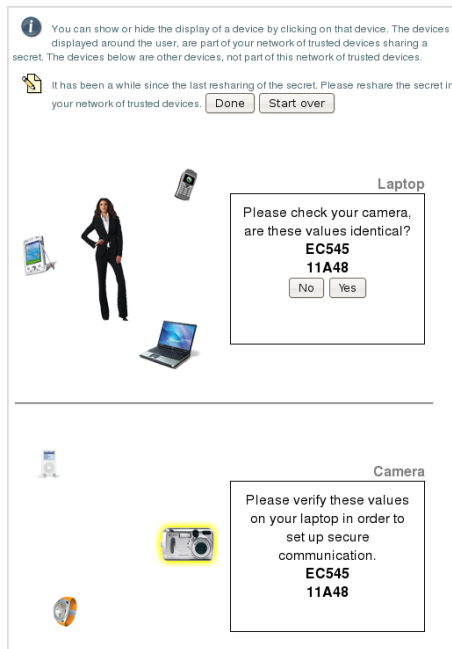 You can show or hide the display of a device by clicking on that device. The devices
displayed around the user, are part of your network of trusted devices sharing a
secret. The devices below are other devices, not part of this network of trusted devices.
It has been a while since the last resharing of the secret. Please reshare the secret in
your network of trusted devices. Done Start over
Laptop
Please check your camera,
are these values identical?
EC545
11A48
No Yes
Camera
Please verify these values
on your laptop in order to
set up secure
communication.
EC545
11A48